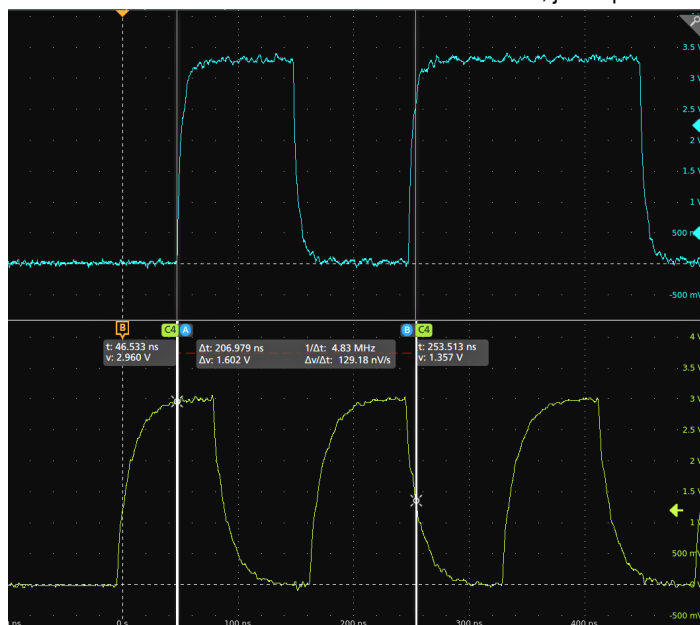 3.5 V
3 V
2.5 V
2 V
1.5 V
1 V
500 m
0 V
-500 mV
B
C4 A
B C4
4 V
t: 46.533 ns
v: 2.960 V
Δt: 206.979 ns 1/Δt: 4.83 MHz
Δv: 1.602 V Δv/Δt: 129.18 nV/s
t: 253.513 ns
v: 1.357 V
3 V
2.5 V
2 V
1.5 V
1 V
500 mV
0 V
-500 mV
ns
0 s
100 ns
200 ns
300 ns
400 ns